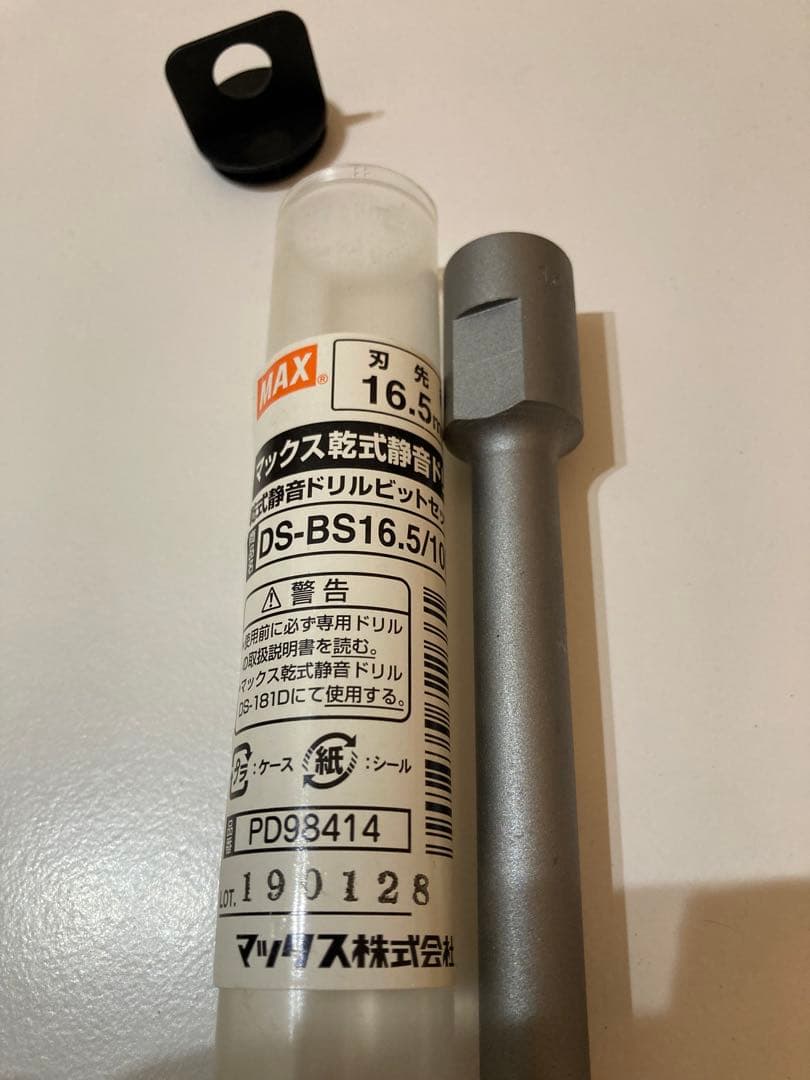 MAX®
刃先
16.5m
マックス乾式静音ド
乾式静音ドリルビットセッ
DS-BS16.5/10
⚠ 警告
使用前に必ず専用ドリル
の取扱説明書を読む。
マックス乾式静音ドリル
DS-181Dにて使用する。
プラ:ケース 紙:シール
PD98414
LOT. 190128
マックス株式会社